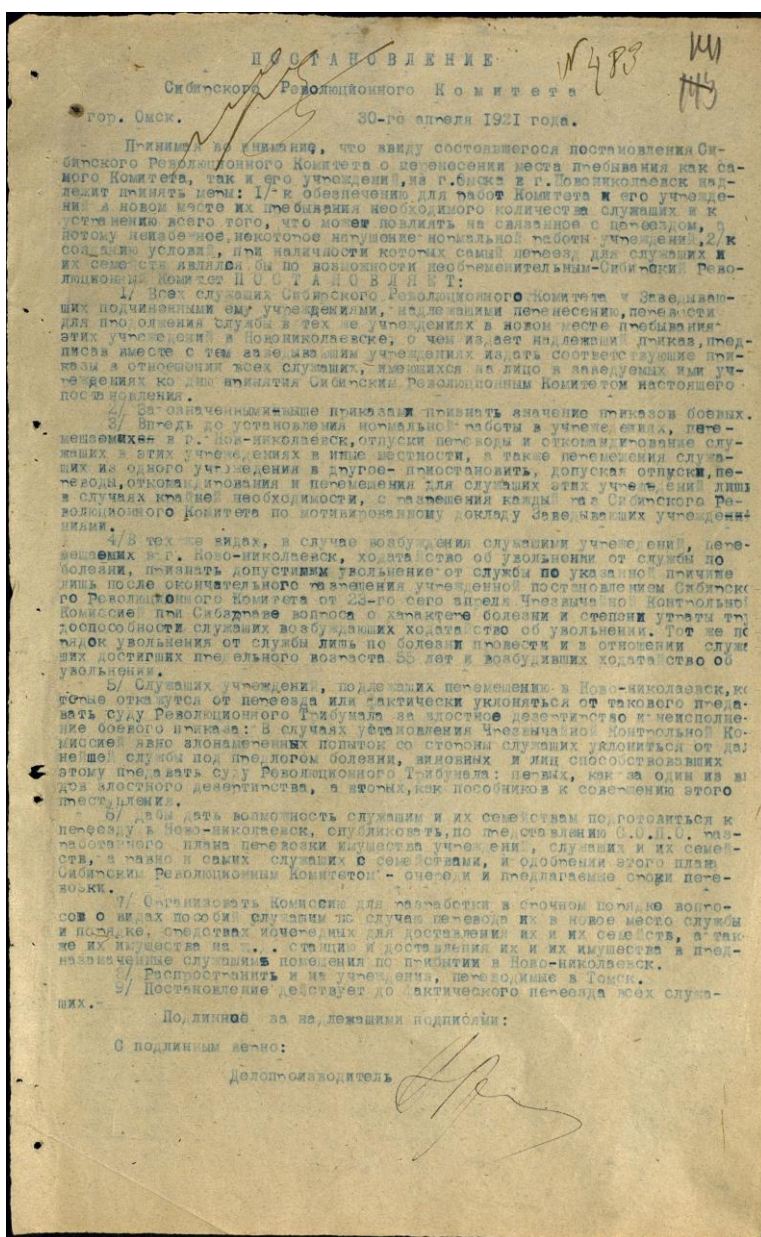 ПОСТАНОВЛЕНИЕ
№ 483
Сибирского Революционного Комитета
143
гор. Омск. 30-го апреля 1921 года.
Принимая во внимание, что ввиду состоявшегося постановления Си-
бирского Революционного Комитета о перенесении места пребывания как са-
мого Комитета, так и его учреждений, из г. Омска в г. Новониколаевск над-
лежит принять меры: 1/ к обеспечению для работ Комитета и его учрежде-
ний в новом месте их пребывания необходимого количества служащих и к
устранению всего того, что может повлиять на связанное с переездом, а
потому неизбежное, некоторое нарушение нормальной работы учреждений, 2/к
созданию условий, при наличности которых самый переезд для служащих и
их семейств являлся бы по возможности необременительным-Сибирский Рево-
люционный Комитет ПОСТАНОВЛЯЕТ:
1/ Всех служащих Сибирского Революционного Комитета и Заведываю-
щих подчиненными ему учреждениями, надлежащими перенесению, перевести
для продолжения службы в тех же учреждениях в новом месте пребывания
этих учреждений в Новониколаевске, о чем издает надлежащий приказ, пред-
писав вместе с тем заведывающим учреждениях издать соответствующие при-
казы в отношении всех служащих, имеющихся на лицо в заведуемых ими уч-
реждениях ко дню принятия Сибирским Революционным Комитетом настоящего
постановления.
2/ За означенными-выше приказами признать значение приказов боевых.
3/ Впредь до установления нормальной работы в учреждениях, пере-
мещаемых в г. Нов-николаевск, отпуски переводы и откомандирование слу-
жащих в этих учреждениях в иные местности, а также перемещения служа-
щих из одного учреждения в другое- приостановить, допуская отпуски, пе-
реводы, откомандирования и перемещения для служащих этих учреждений лишь
в случаях крайней необходимости, с разрешения каждый раз Сибирского Ре-
волюционного Комитета по мотивированному докладу Заведывающих учрежде
ниями.
4/В тех же видах, в случае возбуждения служащими учреждений, пере-
мещаемых в г. Ново-николаевск, ходатайство об увольнении от службы по
болезни, признать допустимым увольнение от службы по указанной причине
лишь после окончательного разрешения учрежденной постановлением Сибирско
го Революционного Комитета от 23-го сего апреля Чрезвычайной Контрольной
Комиссией при Сибздраве вопроса о характере болезни и степени утраты тру
доспособности служащих возбуждающих ходатайство об увольнении. Тот же по
рядок увольнения от службы лишь по болезни провести и в отношении служа
щих достигших предельного возраста 55 лет и возбудивших ходатайство об
увольнении.
5/ Служащих учреждений, подлежащих перемещению в Ново-николаевск, ко
торые откажутся от переезда или фактически уклоняться от такового преда-
вать суду Революционного Трибунала за злостное дезертирство и неисполне-
ние боевого приказа: В случаях установления Чрезвычайной Контрольной Ко-
миссией явно злонамеренных попыток со стороны служащих уклониться от дал
нейшей службы под предлогом болезни, виновных и лиц способствовавших
этому предавать суду Революционного Трибунала: первых, как за один из ви
дов злостного дезертирства, а вторых, как пособников к совершению этого
преступления.
6/ дабы дать возможность служащим и их семействам подготовиться к
переезду в Ново-николаевск, опубликовать, по представлению С.О.П.С. раз-
работанного плана перевозки имущества учреждений, служащих и их семей-
ств, а равно и самих служащих с семействами, и одобрении этого плана
Сибирским Революционным Комитетом - очереди и предлагаемые сроки пере-
возки.
7/ Организовать Комиссию для разработки в срочном порядке вопро-
сов о видах пособий служащим по случаю перевода их в новое место службы
и порядке, средствах для доставления их и их семейств, а так-
же их имущества на станцию и доставления их и их имущества в пред-
назначенные служащим помещения по прибытии в Ново-николаевск.
8/ Распространить и на учреждения, переводимые в Томск.
9/ Постановление действует до фактического переезда всех служа-
щих.-
Подлинное за надлежащими подписями:
С подлинным верно:
Делопроизводитель